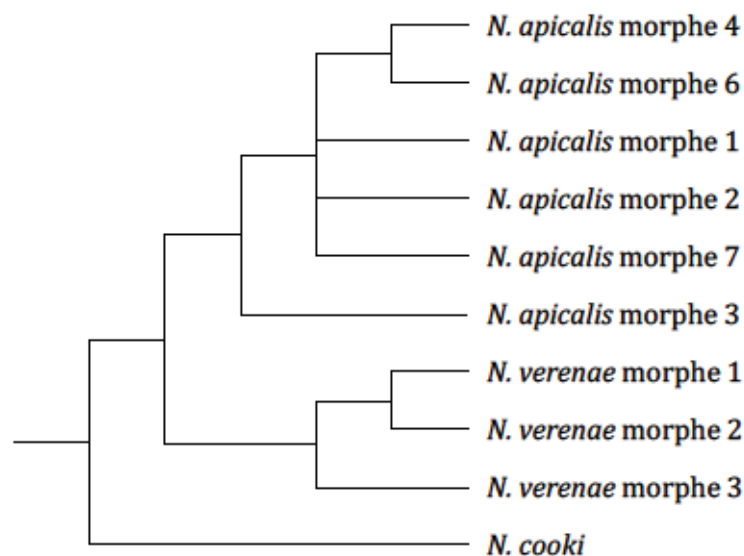 N. apicalis morphe 4
N. apicalis morphe 6
N. apicalis morphe 1
N. apicalis morphe 2
N. apicalis morphe 7
N. apicalis morphe 3
N. verenae morphe 1
N. verenae morphe 2
N. verenae morphe 3
N. cooki